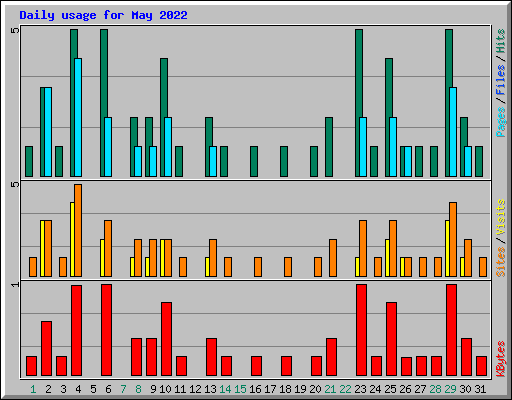 Daily usage for May 2022
5
Pages / Files / Hits
5
Sites / Visits
1
KBytes
1 2 3 4 5 6 7 8 9 10 11 12 13 14 15 16 17 18 19 20 21 22 23 24 25 26 27 28 29 30 31